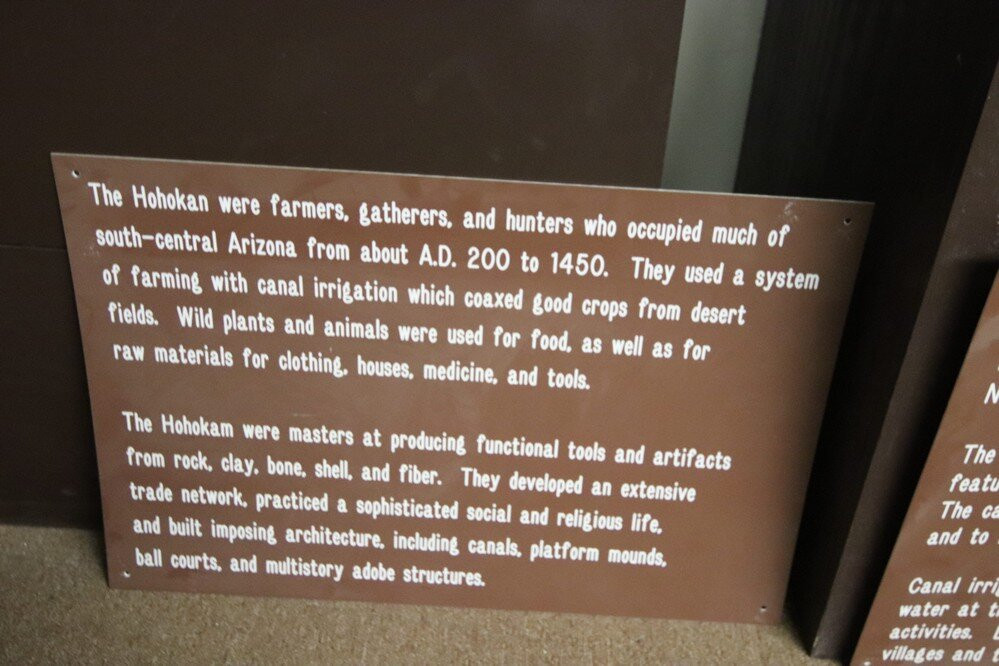 The Hohokan were farmers, gatherers, and hunters who occupied much of
south-central Arizona from about A.D. 200 to 1450. They used a system
of farming with canal irrigation which coaxed good crops from desert
fields. Wild plants and animals were used for food, as well as for
raw materials for clothing, houses, medicine, and tools.
The Hohokam were masters at producing functional tools and artifacts
from rock, clay, bone, shell, and fiber. They developed an extensive
trade network, practiced a sophisticated social and religious life,
and built imposing architecture, including canals, platform mounds,
ball courts, and multistory adobe structures.
N
The
featu
The ca
and to
Canal irrig
water at th
activities.
villages and